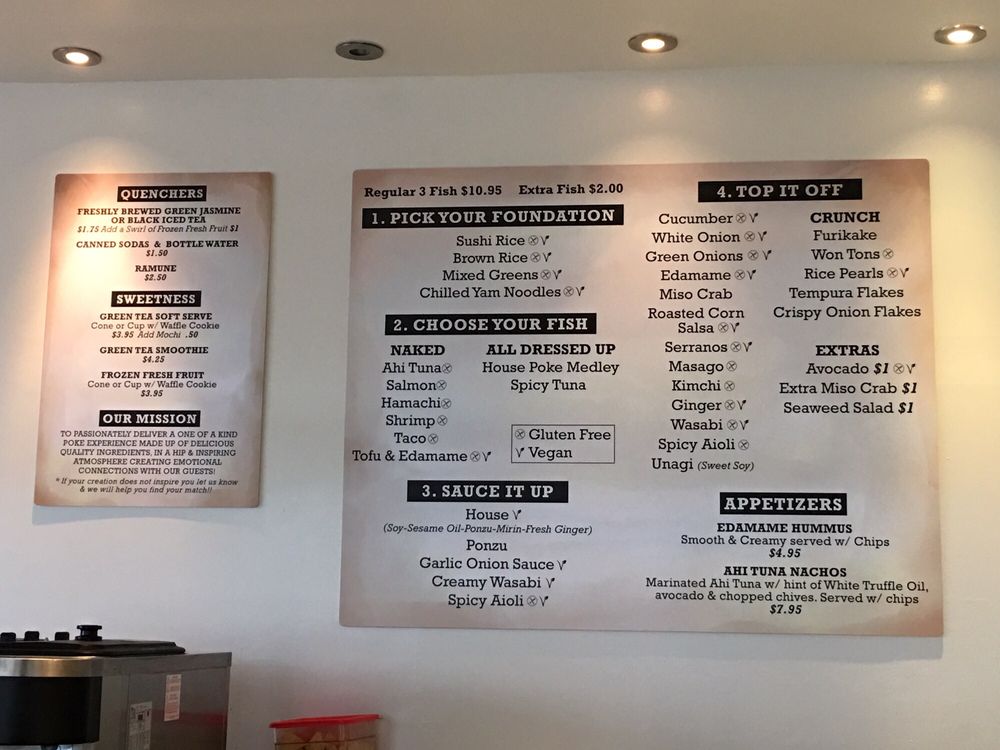 QUENCHERS
FRESHLY BREWED GREEN JASMINE
OR BLACK ICED TEA
$1.75 Add a Swirl of Frozen Fresh Fruit $1
CANNED SODAS & BOTTLE WATER
$1.50
RAMUNE
$2.50
SWEETNESS
GREEN TEA SOFT SERVE
Cone or Cup w/ Waffle Cookie
$3.95 Add Mochi .50
GREEN TEA SMOOTHIE
$4.25
FROZEN FRESH FRUIT
Cone or Cup w/ Waffle Cookie
$3.95
OUR MISSION
TO PASSIONATELY DELIVER A ONE OF A KIND
POKE EXPERIENCE MADE UP OF DELICIOUS
QUALITY INGREDIENTS, IN A HIP & INSPIRING
ATMOSPHERE CREATING EMOTIONAL
CONNECTIONS WITH OUR GUESTS!
* If your creation does not inspire you let us know
& we will help you find your match!!
Regular 3 Fish $10.95 Extra Fish $2.00
1. PICK YOUR FOUNDATION
Sushi Rice
Brown Rice
Mixed Greens
Chilled Yam Noodles
2. CHOOSE YOUR FISH
NAKED
Ahi Tuna
Salmon
Hamachi
Shrimp
Taco
Tofu & Edamame
ALL DRESSED UP
House Poke Medley
Spicy Tuna
Gluten Free
Vegan
3. SAUCE IT UP
House
(Soy-Sesame Oil-Ponzu-Mirin-Fresh Ginger)
Ponzu
Garlic Onion Sauce
Creamy Wasabi
Spicy Aioli
4. TOP IT OFF
Cucumber
White Onion
Green Onions
Edamame
Miso Crab
Roasted Corn
Salsa
Serranos
Masago
Kimchi
Ginger
Wasabi
Spicy Aioli
Unagi (Sweet Soy)
CRUNCH
Furikake
Won Tons
Rice Pearls
Tempura Flakes
Crispy Onion Flakes
EXTRAS
Avocado $1
Extra Miso Crab $1
Seaweed Salad $1
APPETIZERS
EDAMAME HUMMUS
Smooth & Creamy served w/ Chips
$4.95
AHI TUNA NACHOS
Marinated Ahi Tuna w/ hint of White Truffle Oil,
avocado & chopped chives. Served w/ chips
$7.95